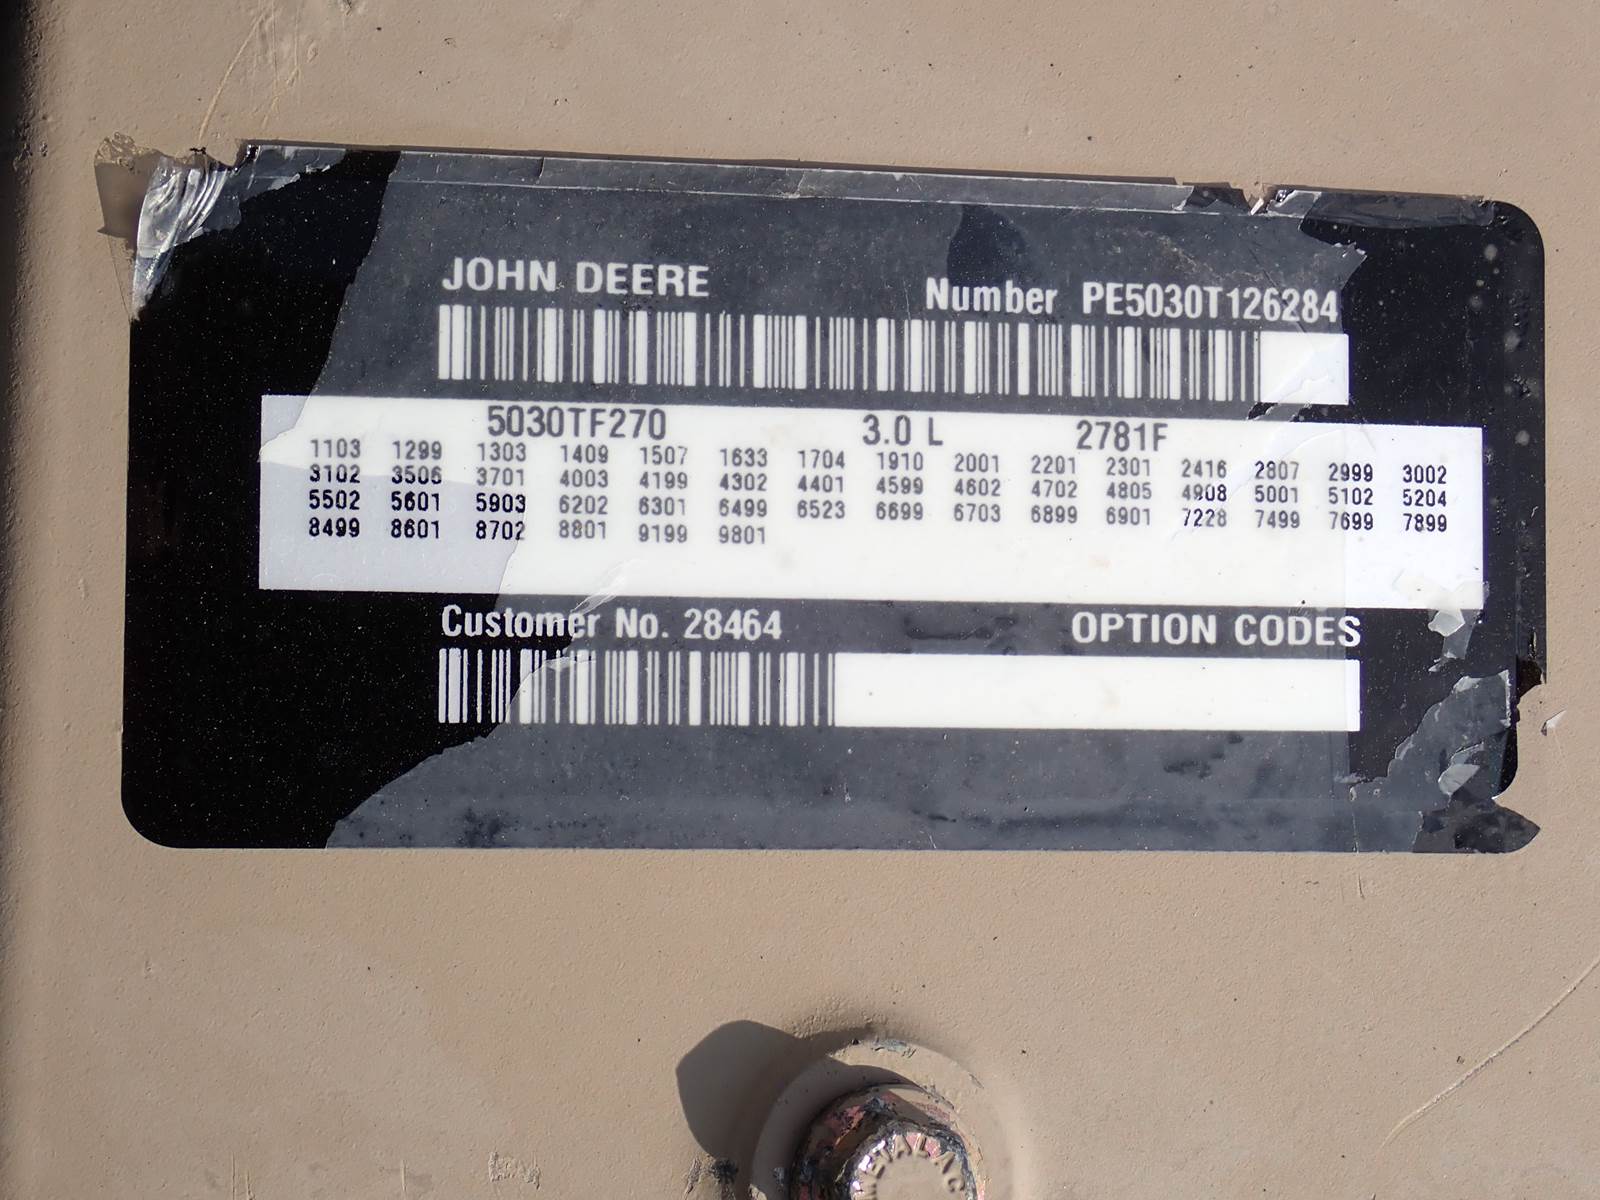 JOHN DEERE
Number PE5030T126284
5030TF270 3.0 L 2781F
1103 1299 1303 1409 1507 1633 1704 1910 2001 2201 2301 2416 2807 2999 3002
3102 3506 3701 4003 4199 4302 4401 4599 4602 4702 4805 4908 5001 5102 5204
5502 5601 5903 6202 6301 6499 6523 6699 6703 6899 6901 7228 7499 7699 7899
8499 8601 8702 8801 9199 9801
Customer No. 28464 OPTION CODES